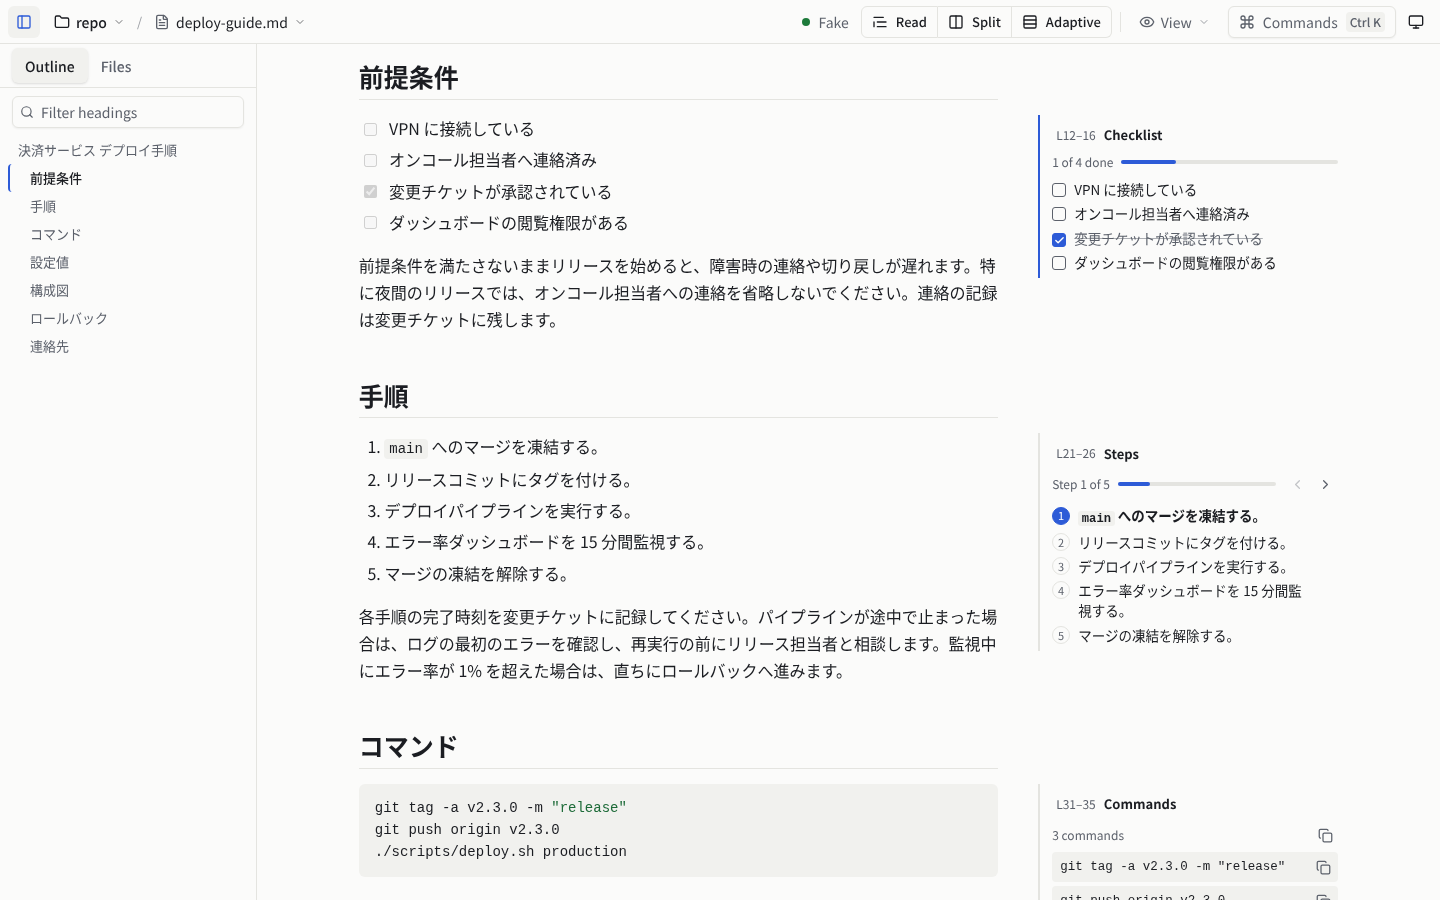 repo / deploy-guide.md
Fake
Read
Split
Adaptive
View
Commands Ctrl K
Outline
Files
Filter headings
決済サービス デプロイ手順
前提条件
手順
コマンド
設定値
構成図
ロールバック
連絡先
前提条件
VPN に接続している
オンコール担当者へ連絡済み
変更チケットが承認されている
ダッシュボードの閲覧権限がある
前提条件を満たさないままリリースを始めると、障害時の連絡や切り戻しが遅れます。特
に夜間のリリースでは、オンコール担当者への連絡を省略しないでください。連絡の記録
は変更チケットに残します。
手順
1. main へのマージを凍結する。
2. リリースコミットにタグを付ける。
3. デプロイパイプラインを実行する。
4. エラー率ダッシュボードを 15 分間監視する。
5. マージの凍結を解除する。
各手順の完了時刻を変更チケットに記録してください。パイプラインが途中で止まった場
合は、ログの最初のエラーを確認し、再実行の前にリリース担当者と相談します。監視中
にエラー率が 1% を超えた場合は、直ちにロールバックへ進みます。
コマンド
git tag -a v2.3.0 -m "release"
git push origin v2.3.0
./scripts/deploy.sh production
L12–16 Checklist
1 of 4 done
VPN に接続している
オンコール担当者へ連絡済み
変更チケットが承認されている
ダッシュボードの閲覧権限がある
L21–26 Steps
Step 1 of 5
1 main へのマージを凍結する。
2 リリースコミットにタグを付ける。
3 デプロイパイプラインを実行する。
4 エラー率ダッシュボードを 15 分間監
視する。
5 マージの凍結を解除する。
L31–35 Commands
3 commands
git tag -a v2.3.0 -m "release"
git push origin v2.3.0